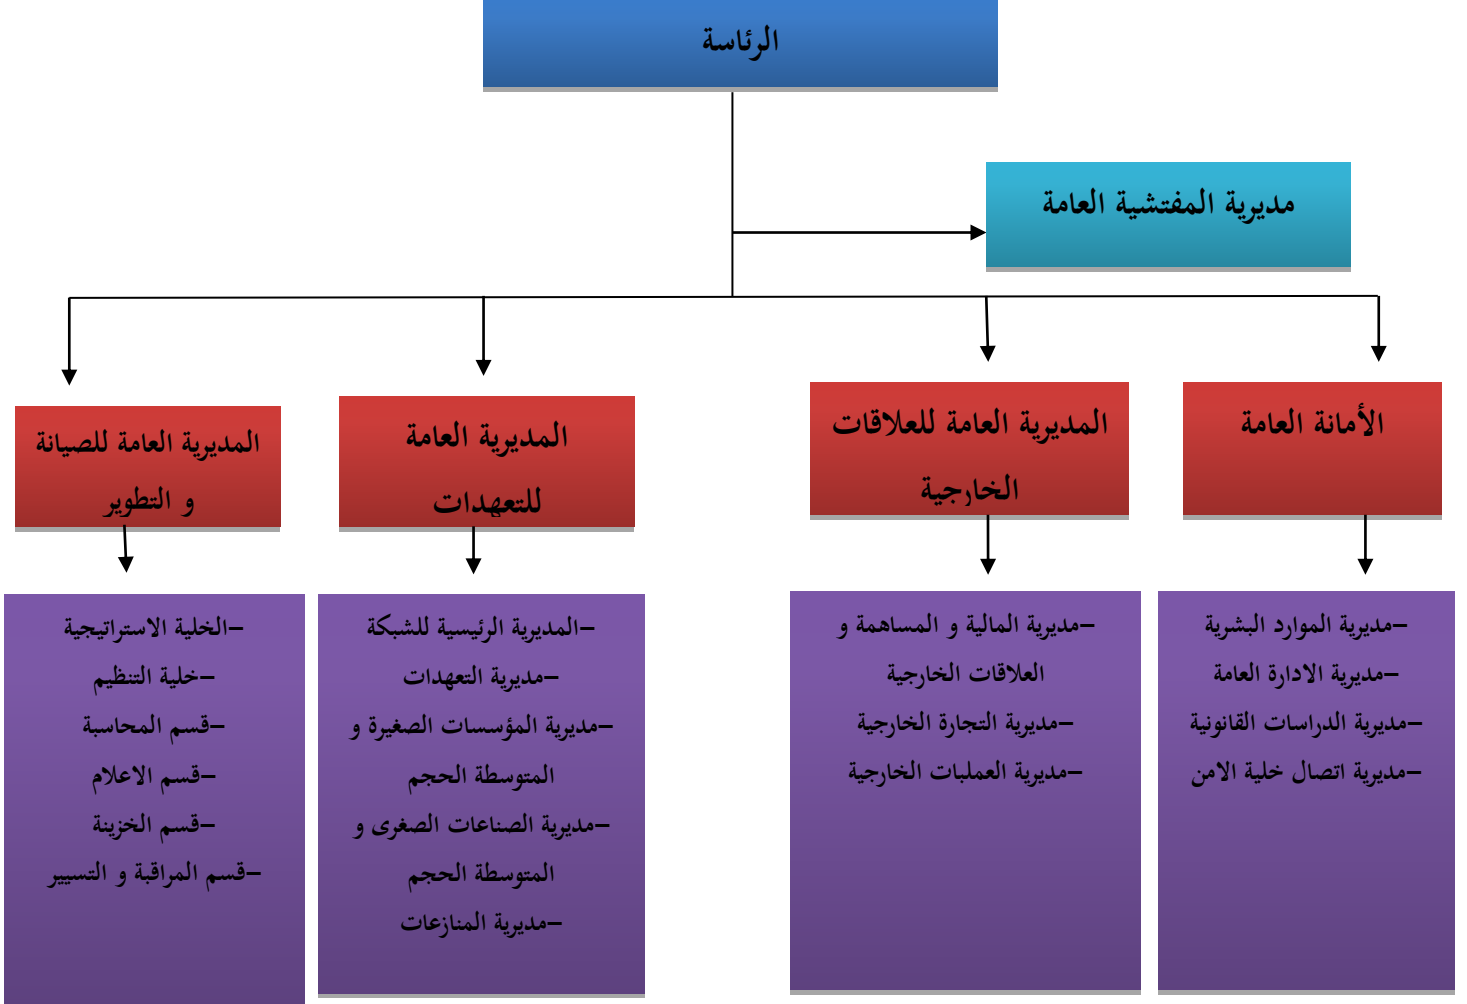 الرئاسة
مديرية المفتشية العامة
الأمانة العامة
المديرية العامة للعلاقات
الخارجية
المديرية العامة
للتعهدات
المديرية العامة للصيانة
و التطوير
-مديرية الموارد البشرية
-مديرية الادارة العامة
-مديرية الدراسات القانونية
-مديرية اتصال خلية الامن
-مديرية المالية و المساهمة و
العلاقات الخارجية
-مديرية التجارة الخارجية
-مديرية العملبات الخارجية
-المديرية الرئيسية للشبكة
-مديرية التعهدات
-مديرية المؤسسات الصغيرة و
المتوسطة الحجم
-مديرية الصناعات الصغرى و
المتوسطة الحجم
-مديرية المنازعات
-الخلية الاستراتيجية
-خلية التنظيم
-قسم المحاسبة
-قسم الاعلام
-قسم الخزينة
-قسم المراقبة و التسيير